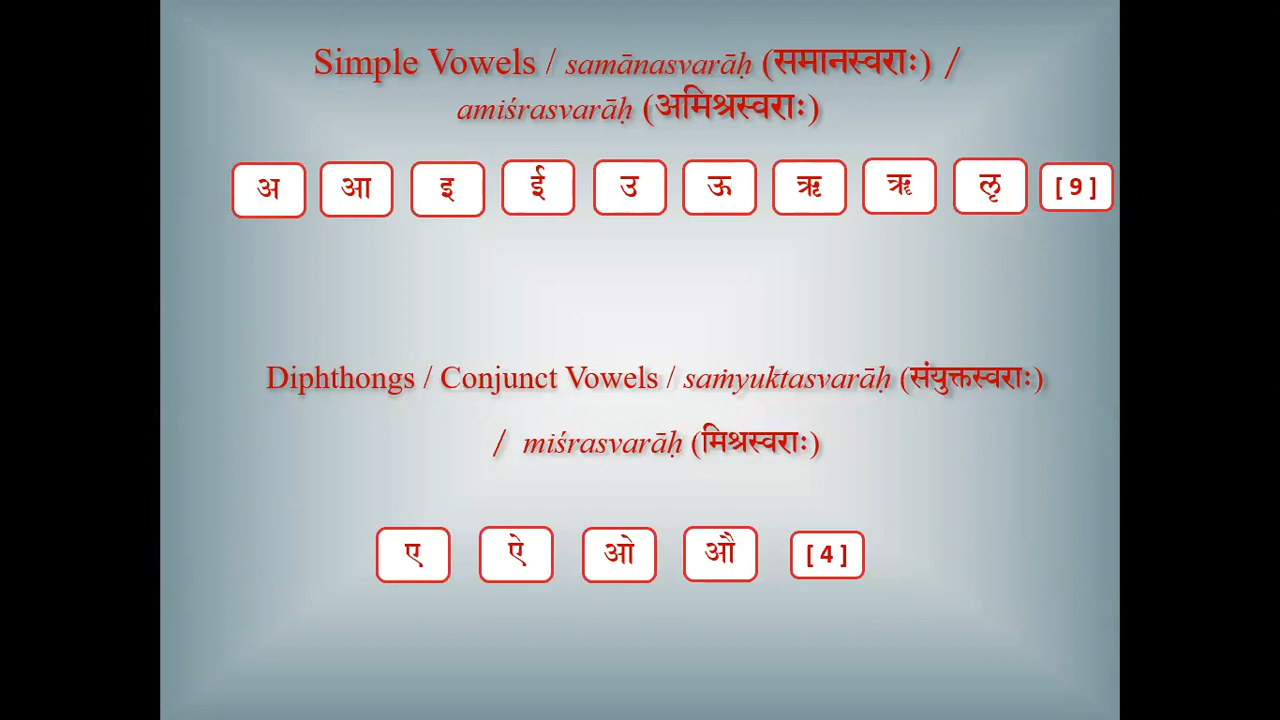 Simple Vowels / samānasvarāḥ (समानस्वराः) /
amiśrasvarāḥ (अमिश्रस्वराः)
अ आ इ ई उ ऊ ऋ ॠ ऌ [ 9 ]
Diphthongs / Conjunct Vowels / saṁyuktasvarāḥ (संयुक्तस्वराः)
/ miśrasvarāḥ (मिश्रस्वराः)
ए ऐ ओ औ [ 4 ]